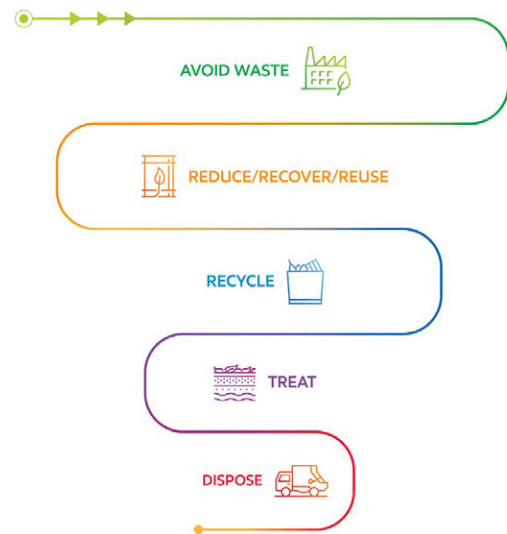 AVOID WASTE
REDUCE/RECOVER/REUSE
RECYCLE
TREAT
DISPOSE